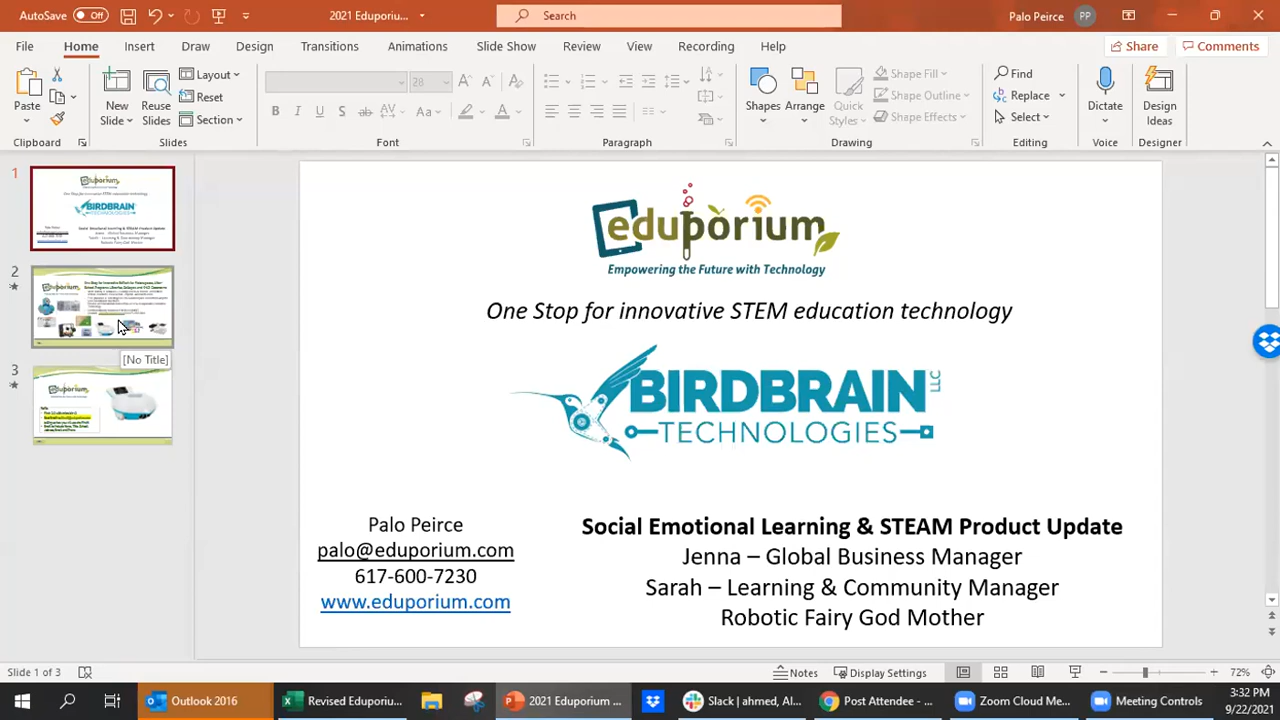 AutoSave Off 2021 Eduporiu... Search Palo Peirce PP
File Home Insert Draw Design Transitions Animations Slide Show Review View Recording Help Share Comments
Paste New Slide Reuse Slides Layout Reset Section 28 Shapes Arrange Quick Styles Shape Fill Shape Outline Shape Effects Find Replace Select Dictate Design Ideas
Clipboard Slides Font Paragraph Drawing Editing Voice Designer
1
2
[No Title]
3
eduporium
Empowering the Future with Technology
One Stop for innovative STEM education technology
BIRDBRAIN LLC
TECHNOLOGIES
Palo Peirce
palo@eduporium.com
617-600-7230
www.eduporium.com
Social Emotional Learning & STEAM Product Update
Jenna – Global Business Manager
Sarah – Learning & Community Manager
Robotic Fairy God Mother
Slide 1 of 3 Notes Display Settings 72%
Outlook 2016 Revised Eduporiu... 2021 Eduporium ... Slack | ahmed, Al... Post Attendee - ... Zoom Cloud Me... Meeting Controls 3:32 PM
9/22/2021